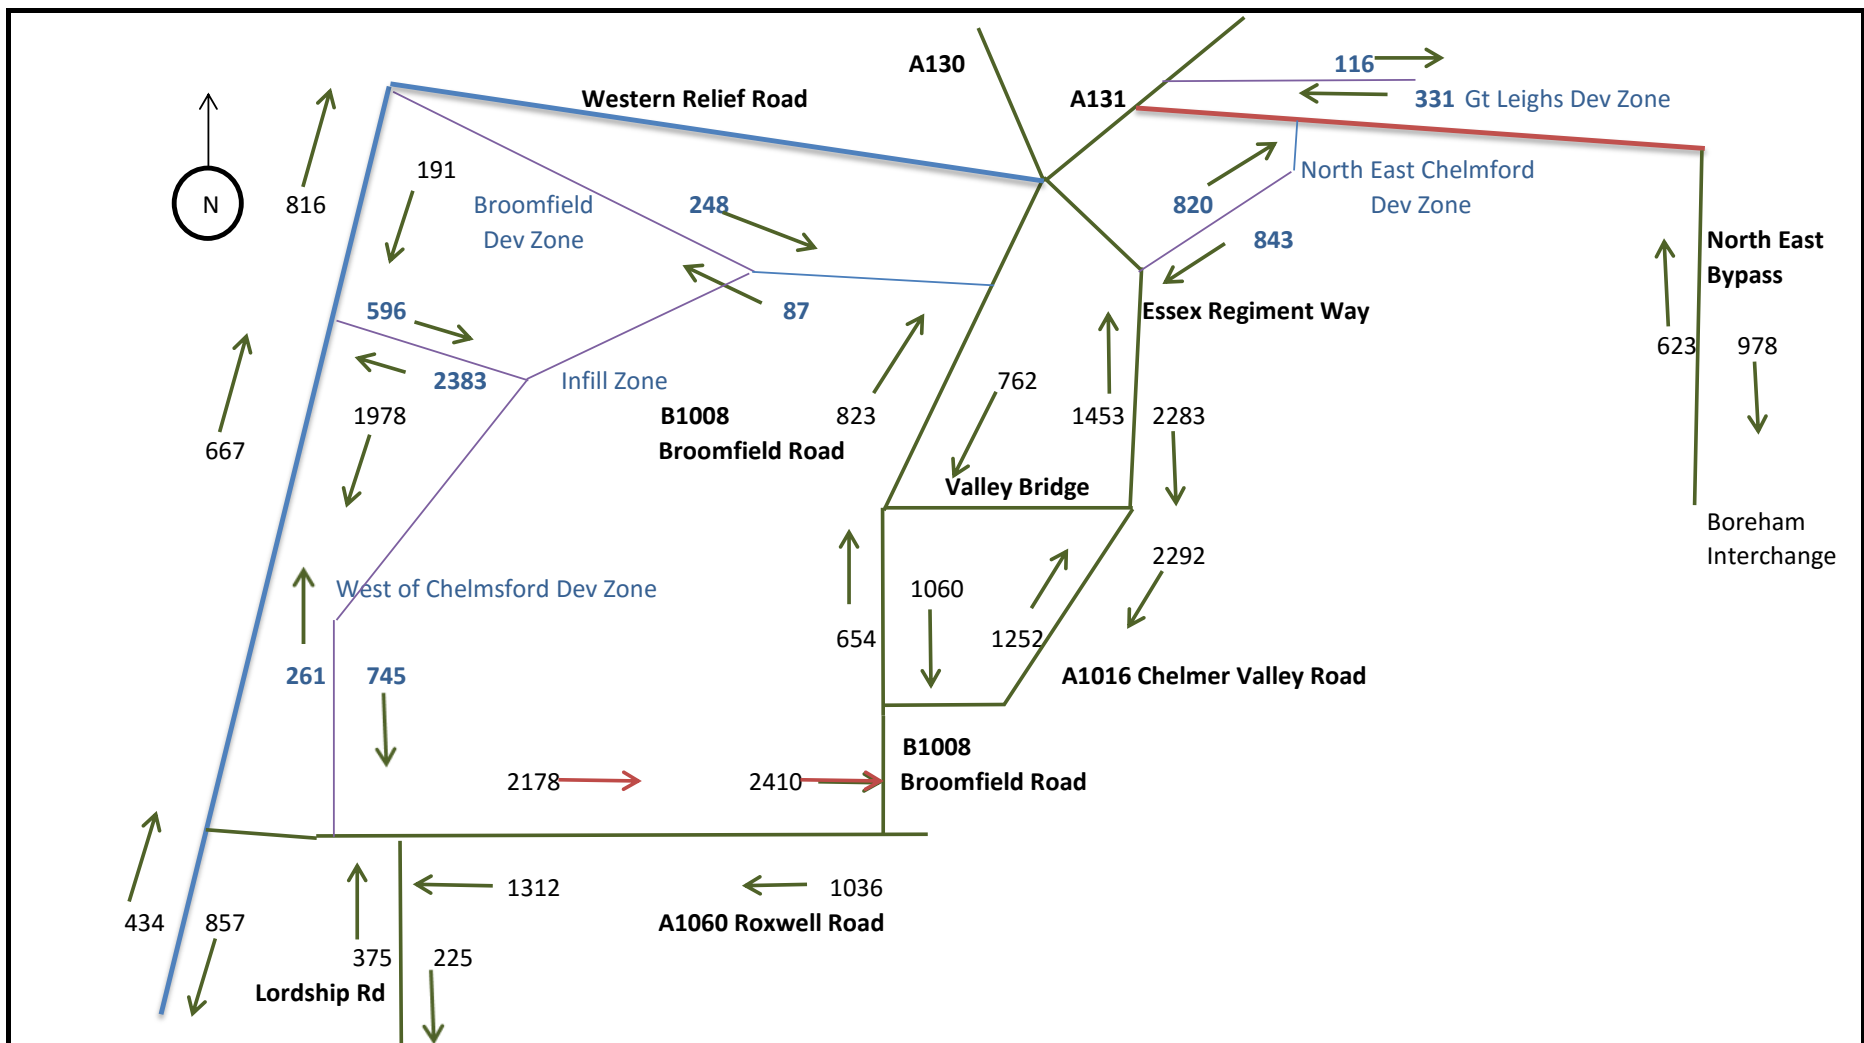 A130
116
Western Relief Road
A131
331 Gt Leighs Dev Zone
191
North East Chelmford
Dev Zone
N
816
Broomfield
Dev Zone
248
820
843
North East
Bypass
596
87
Essex Regiment Way
623
978
2383
Infill Zone
762
667
1978
B1008
Broomfield Road
823
1453
2283
Valley Bridge
Boreham
Interchange
2292
West of Chelmsford Dev Zone
1060
654
1252
261
745
A1016 Chelmer Valley Road
B1008
Broomfield Road
2178
2410
1312
1036
434
857
A1060 Roxwell Road
375
225
Lordship Rd